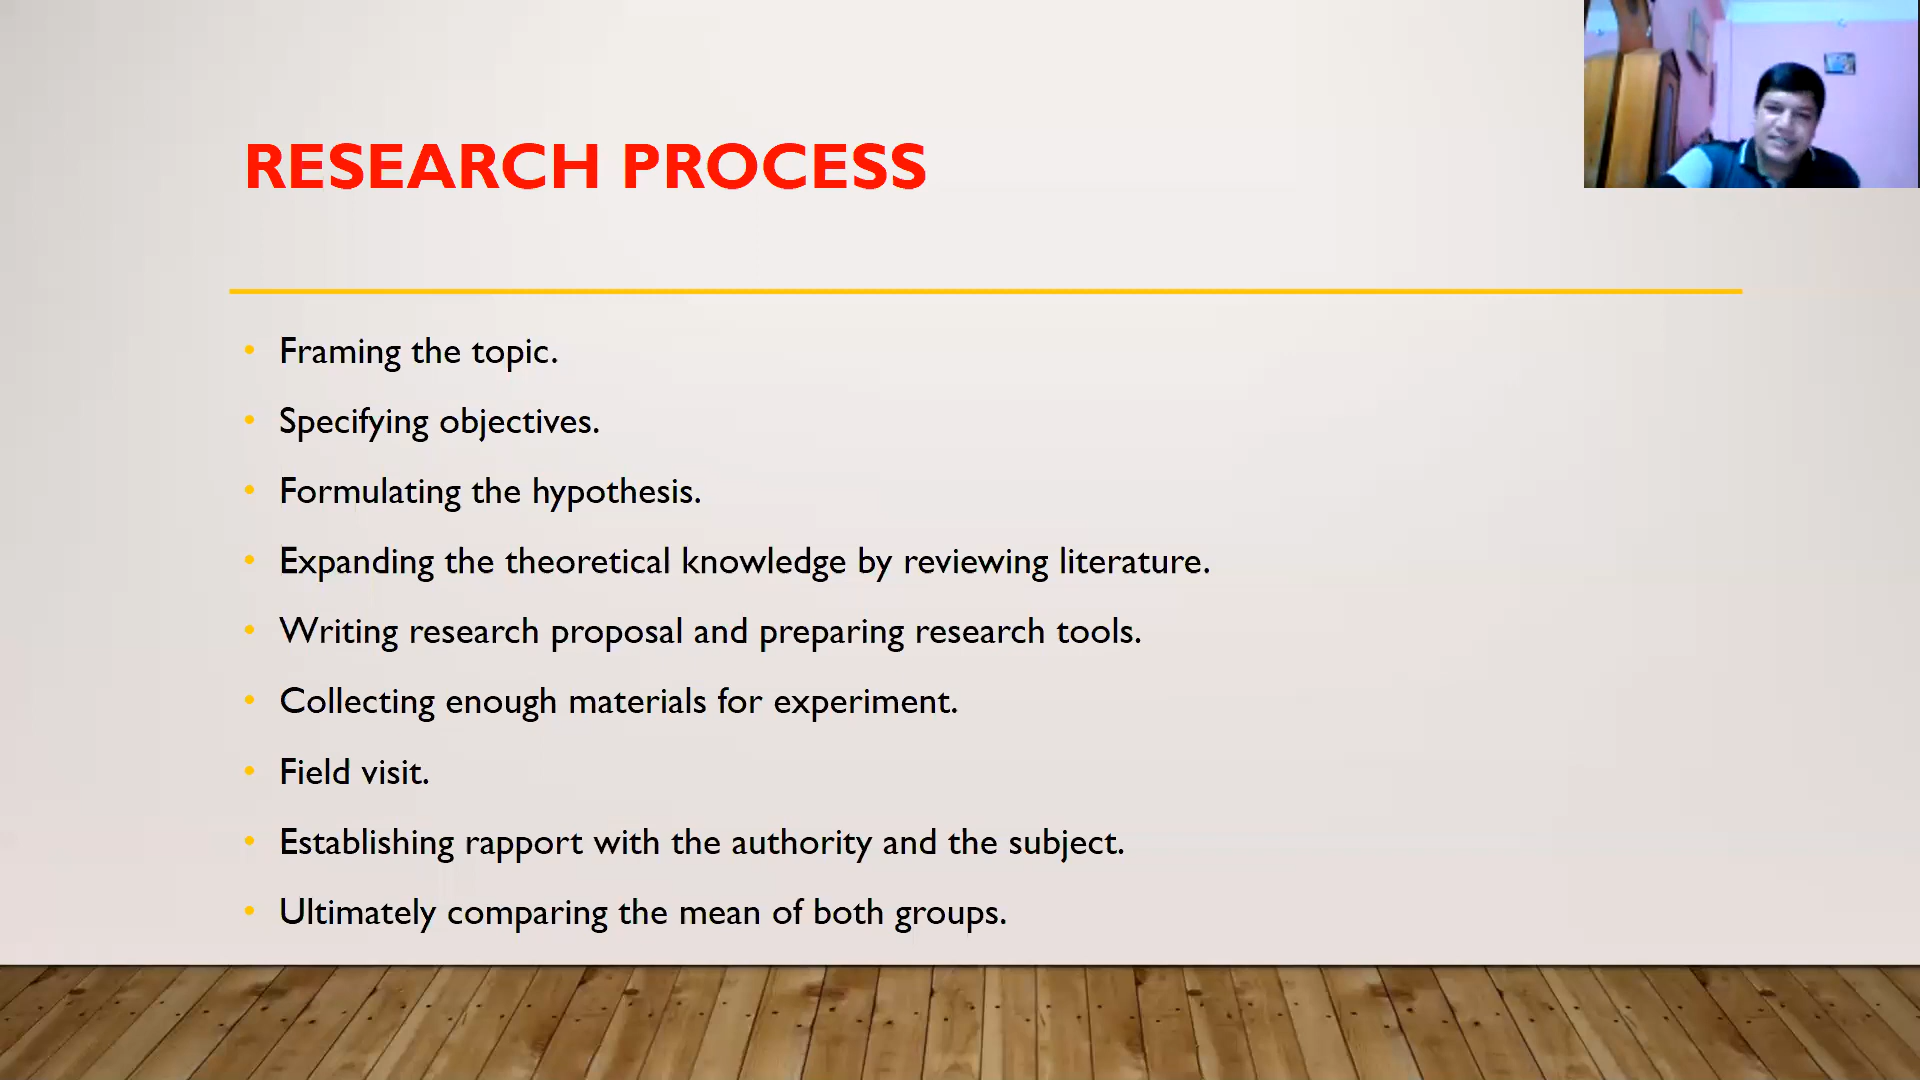 RESEARCH PROCESS
• Framing the topic.
• Specifying objectives.
• Formulating the hypothesis.
• Expanding the theoretical knowledge by reviewing literature.
• Writing research proposal and preparing research tools.
• Collecting enough materials for experiment.
• Field visit.
• Establishing rapport with the authority and the subject.
• Ultimately comparing the mean of both groups.